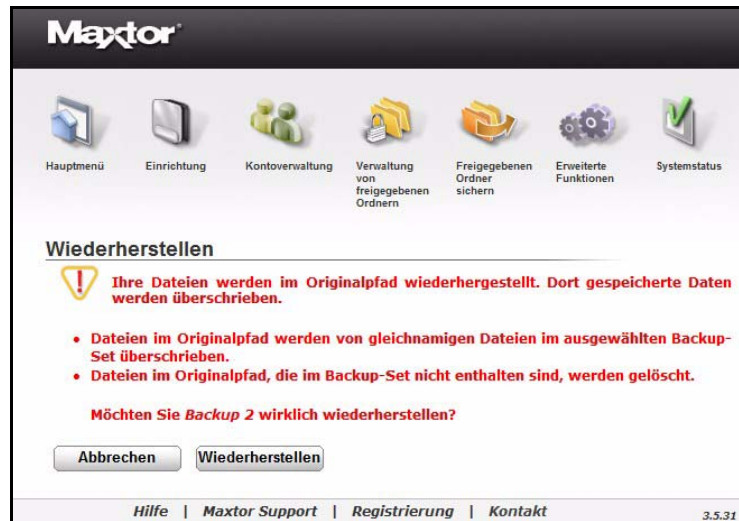 Maxtor
Hauptmenü
Einrichtung
Kontoverwaltung
Verwaltung
von
freigegebenen
Ordnern
Freigegebenen
Ordner
sichern
Erweiterte
Funktionen
Systemstatus
Wiederherstellen
Ihre Dateien werden im Originalpfad wiederhergestellt. Dort gespeicherte Daten
werden überschrieben.
• Dateien im Originalpfad werden von gleichnamigen Dateien im ausgewählten Backup-
Set überschrieben.
• Dateien im Originalpfad, die im Backup-Set nicht enthalten sind, werden gelöscht.
Möchten Sie Backup 2 wirklich wiederherstellen?
Abbrechen Wiederherstellen
Hilfe | Maxtor Support | Registrierung | Kontakt 3.5.31